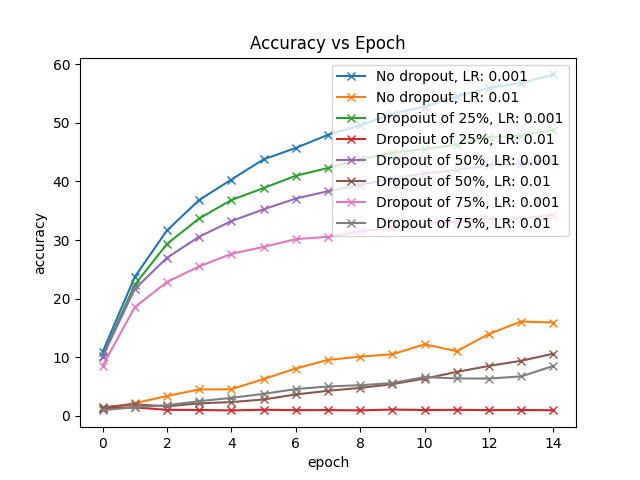 Accuracy vs Epoch
60
50
40
30
20
10
0
accuracy
No dropout, LR: 0.001
No dropout, LR: 0.01
Dropoiut of 25%, LR: 0.001
Dropoiut of 25%, LR: 0.01
Dropoiut of 50%, LR: 0.001
Dropout of 50%, LR: 0.01
Dropout of 75%, LR: 0.001
Dropout of 75%, LR: 0.01
0 2 4 6 8 10 12 14
epoch